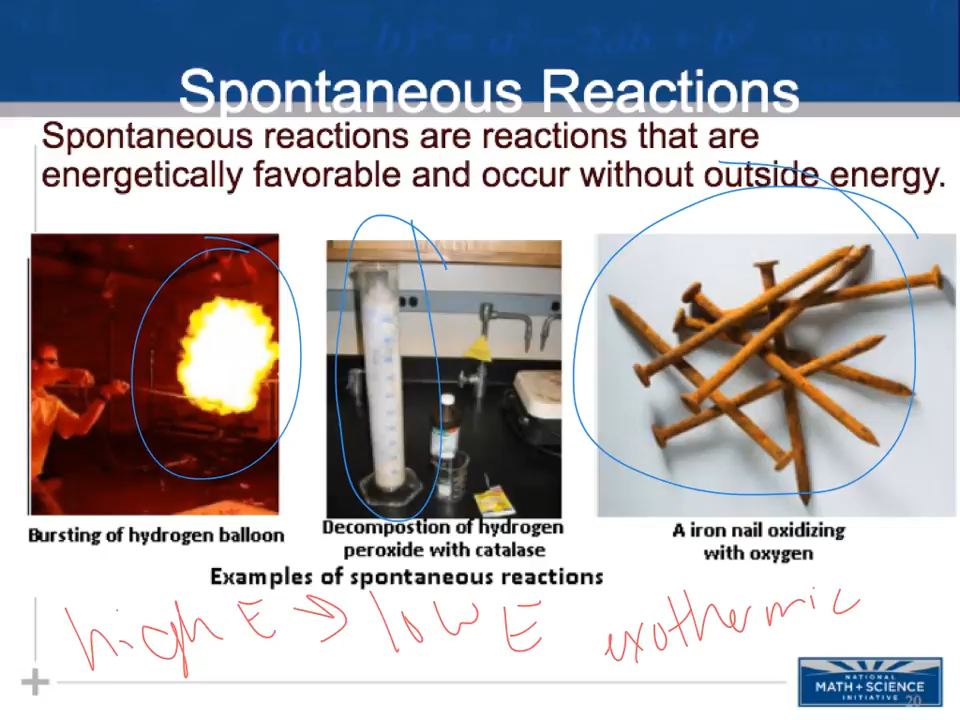 Spontaneous Reactions
Spontaneous reactions are reactions that are
energetically favorable and occur without outside energy.
Bursting of hydrogen balloon
Decompostion of hydrogen
peroxide with catalase
A iron nail oxidizing
with oxygen
Examples of spontaneous reactions
high E → low E exothermic
NATIONAL
MATH + SCIENCE
INITIATIVE
20